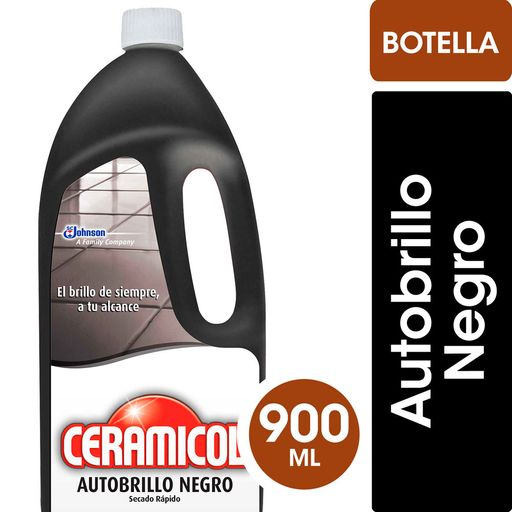 BOTELLA
Autobrillo
Negro
SC Johnson
A Family Company
El brillo de siempre,
a tu alcance
CERAMICOL
AUTOBRILLO NEGRO
Secado Rápido
900
ML